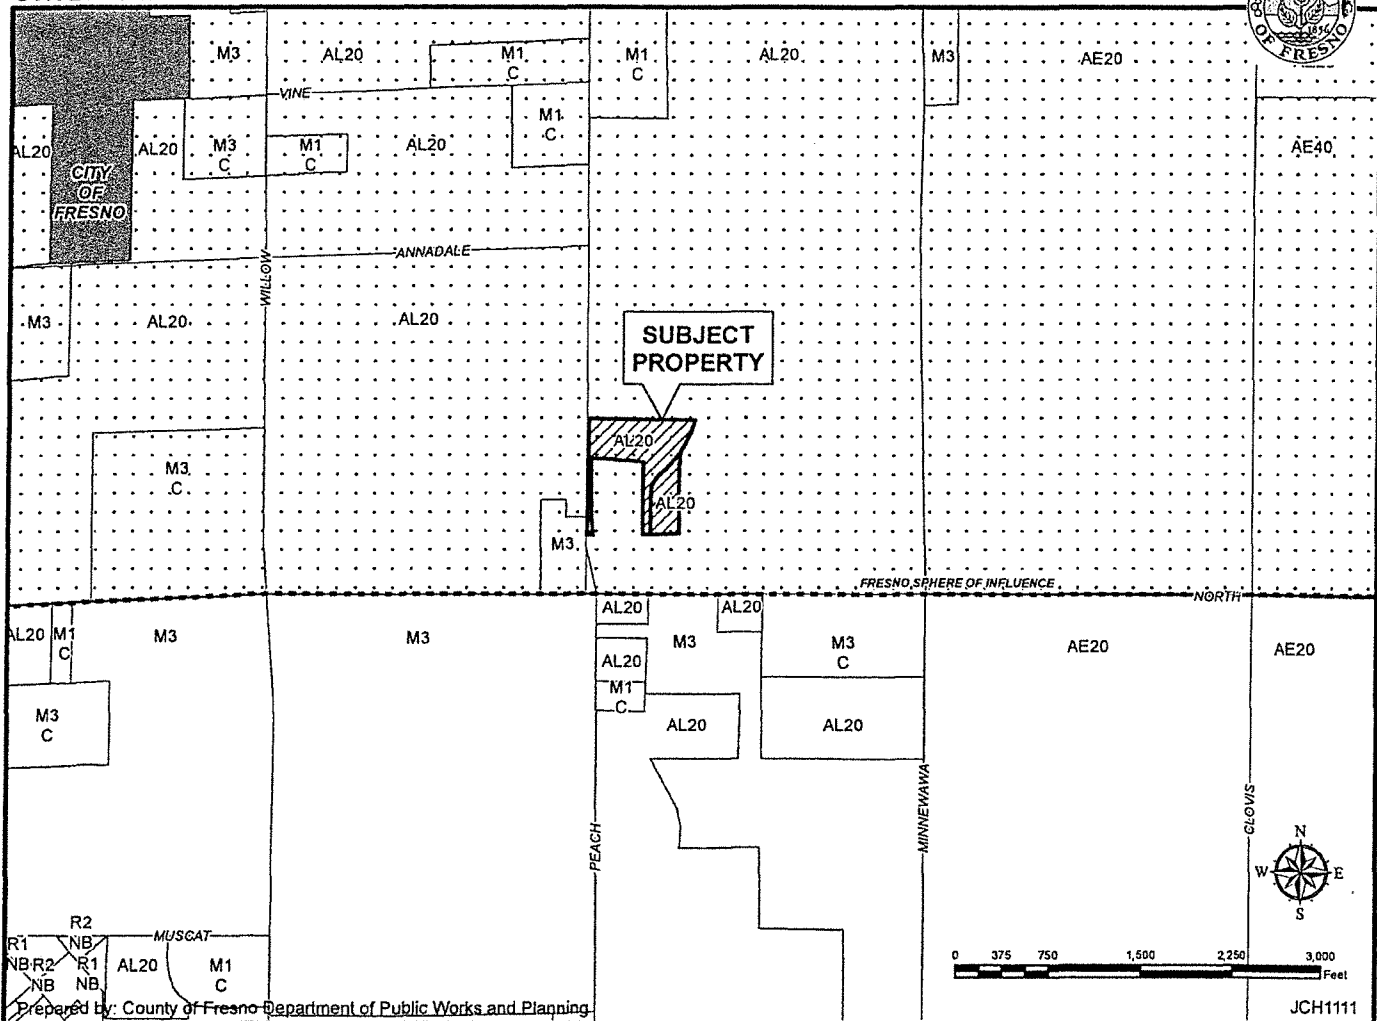 OF FRESNO
1856
M3
AL20
M1
C
M1
C
AL20
M3
AE20
VINE
AL20
AL20
M3
C
M1
C
AL20
M1
C
AE40
CITY
OF
FRESNO
ANNADALE
WILLOW
M3
AL20
AL20
SUBJECT
PROPERTY
AL20
M3
C
AL20
M3
FRESNO SPHERE OF INFLUENCE
NORTH
AL20
M1
C
M3
M3
AL20
AL20
M3
M3
C
AE20
AE20
AL20
M1
C
M3
C
AL20
AL20
PEACH
MINNEWAWA
CLOVIS
N
W
E
S
R2
NB
MUSCAT
R1
NB
R2
NB
R1
NB
AL20
M1
C
0 375 750 1,500 2,250 3,000
Feet
Prepared by: County of Fresno Department of Public Works and Planning
JCH1111